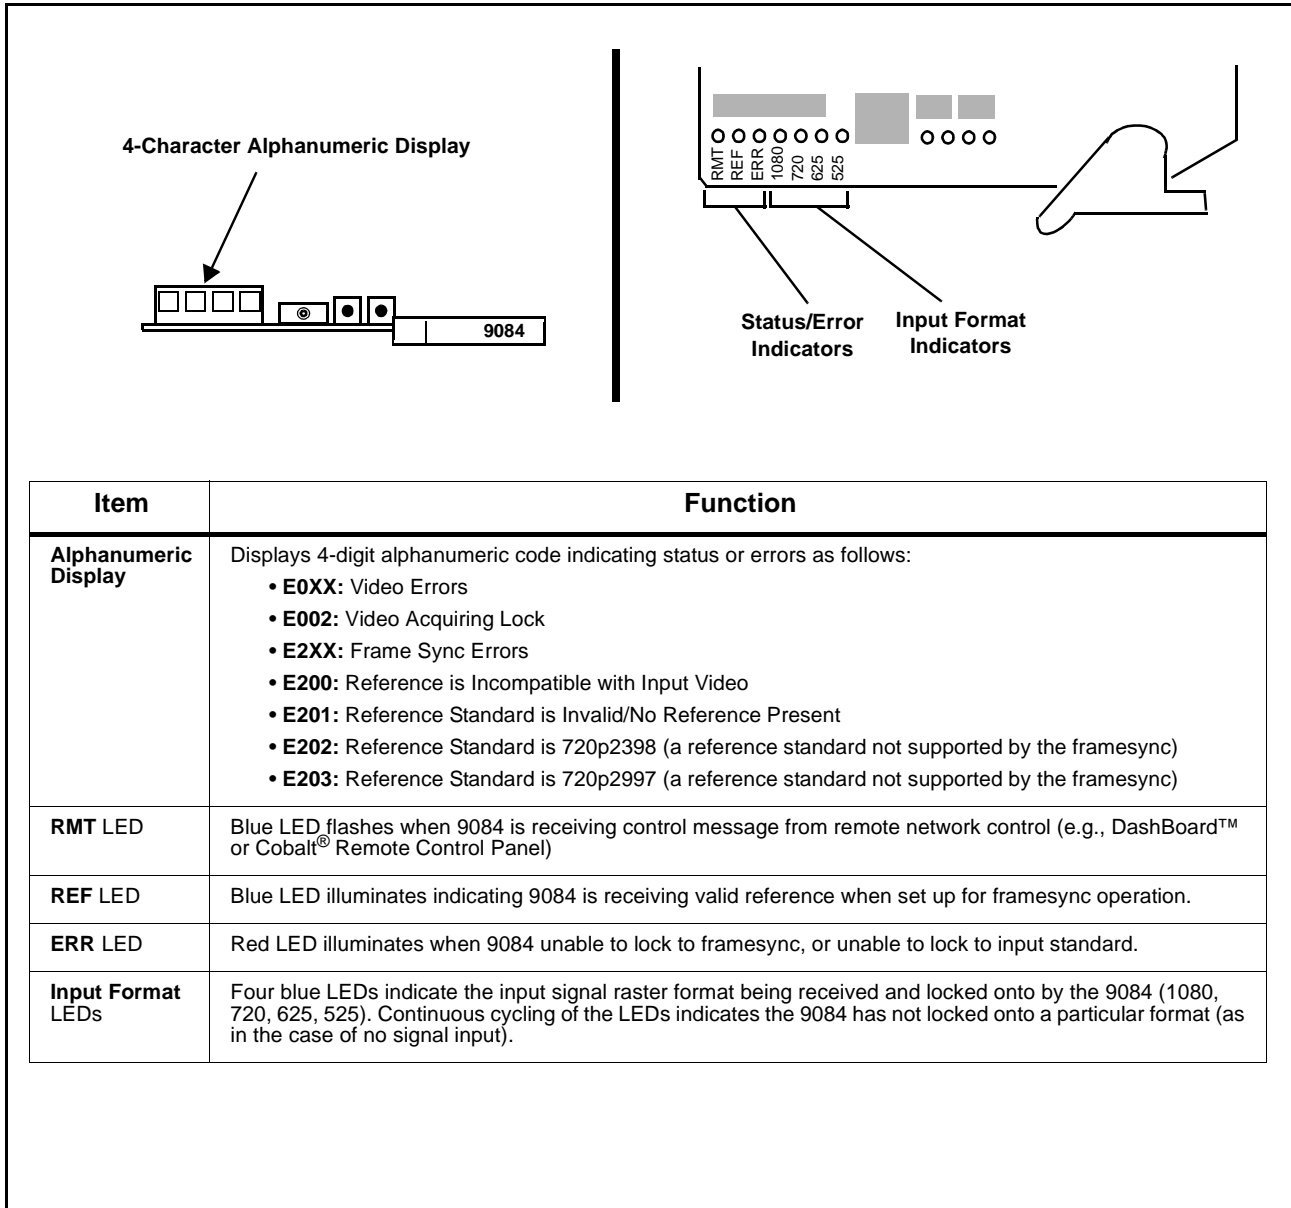 4-Character Alphanumeric Display
9084
RMT
REF
ERR
1080
720
625
525
Status/Error
Indicators
Input Format
Indicators
Item
Function
Alphanumeric
Display
Displays 4-digit alphanumeric code indicating status or errors as follows:
• E0XX: Video Errors
• E002: Video Acquiring Lock
• E2XX: Frame Sync Errors
• E200: Reference is Incompatible with Input Video
• E201: Reference Standard is Invalid/No Reference Present
• E202: Reference Standard is 720p2398 (a reference standard not supported by the framesync)
• E203: Reference Standard is 720p2997 (a reference standard not supported by the framesync)
RMT LED
Blue LED flashes when 9084 is receiving control message from remote network control (e.g., DashBoard™
or Cobalt® Remote Control Panel)
REF LED
Blue LED illuminates indicating 9084 is receiving valid reference when set up for framesync operation.
ERR LED
Red LED illuminates when 9084 unable to lock to framesync, or unable to lock to input standard.
Input Format
LEDs
Four blue LEDs indicate the input signal raster format being received and locked onto by the 9084 (1080,
720, 625, 525). Continuous cycling of the LEDs indicates the 9084 has not locked onto a particular format (as
in the case of no signal input).